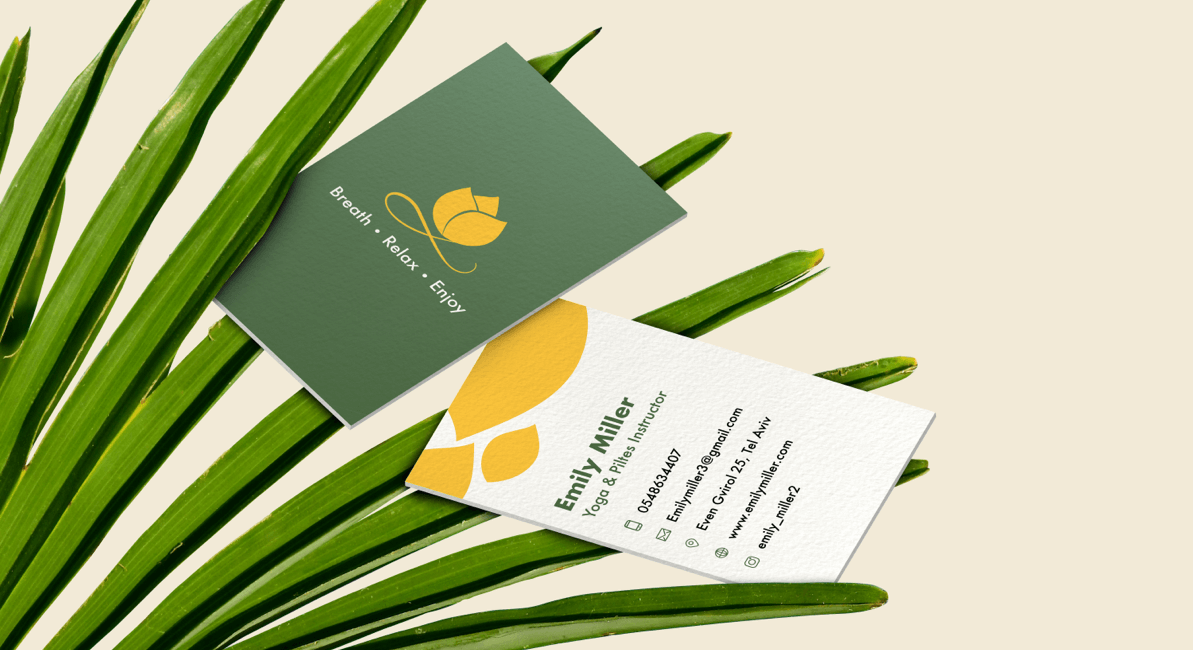 Breath • Relax • Enjoy
Emily Miller
Yoga & Piltes Instructor
0548634407
Emilymiller3@gmail.com
Even Gvirol 25, Tel Aviv
www.emilymiller.com
emily_miller2